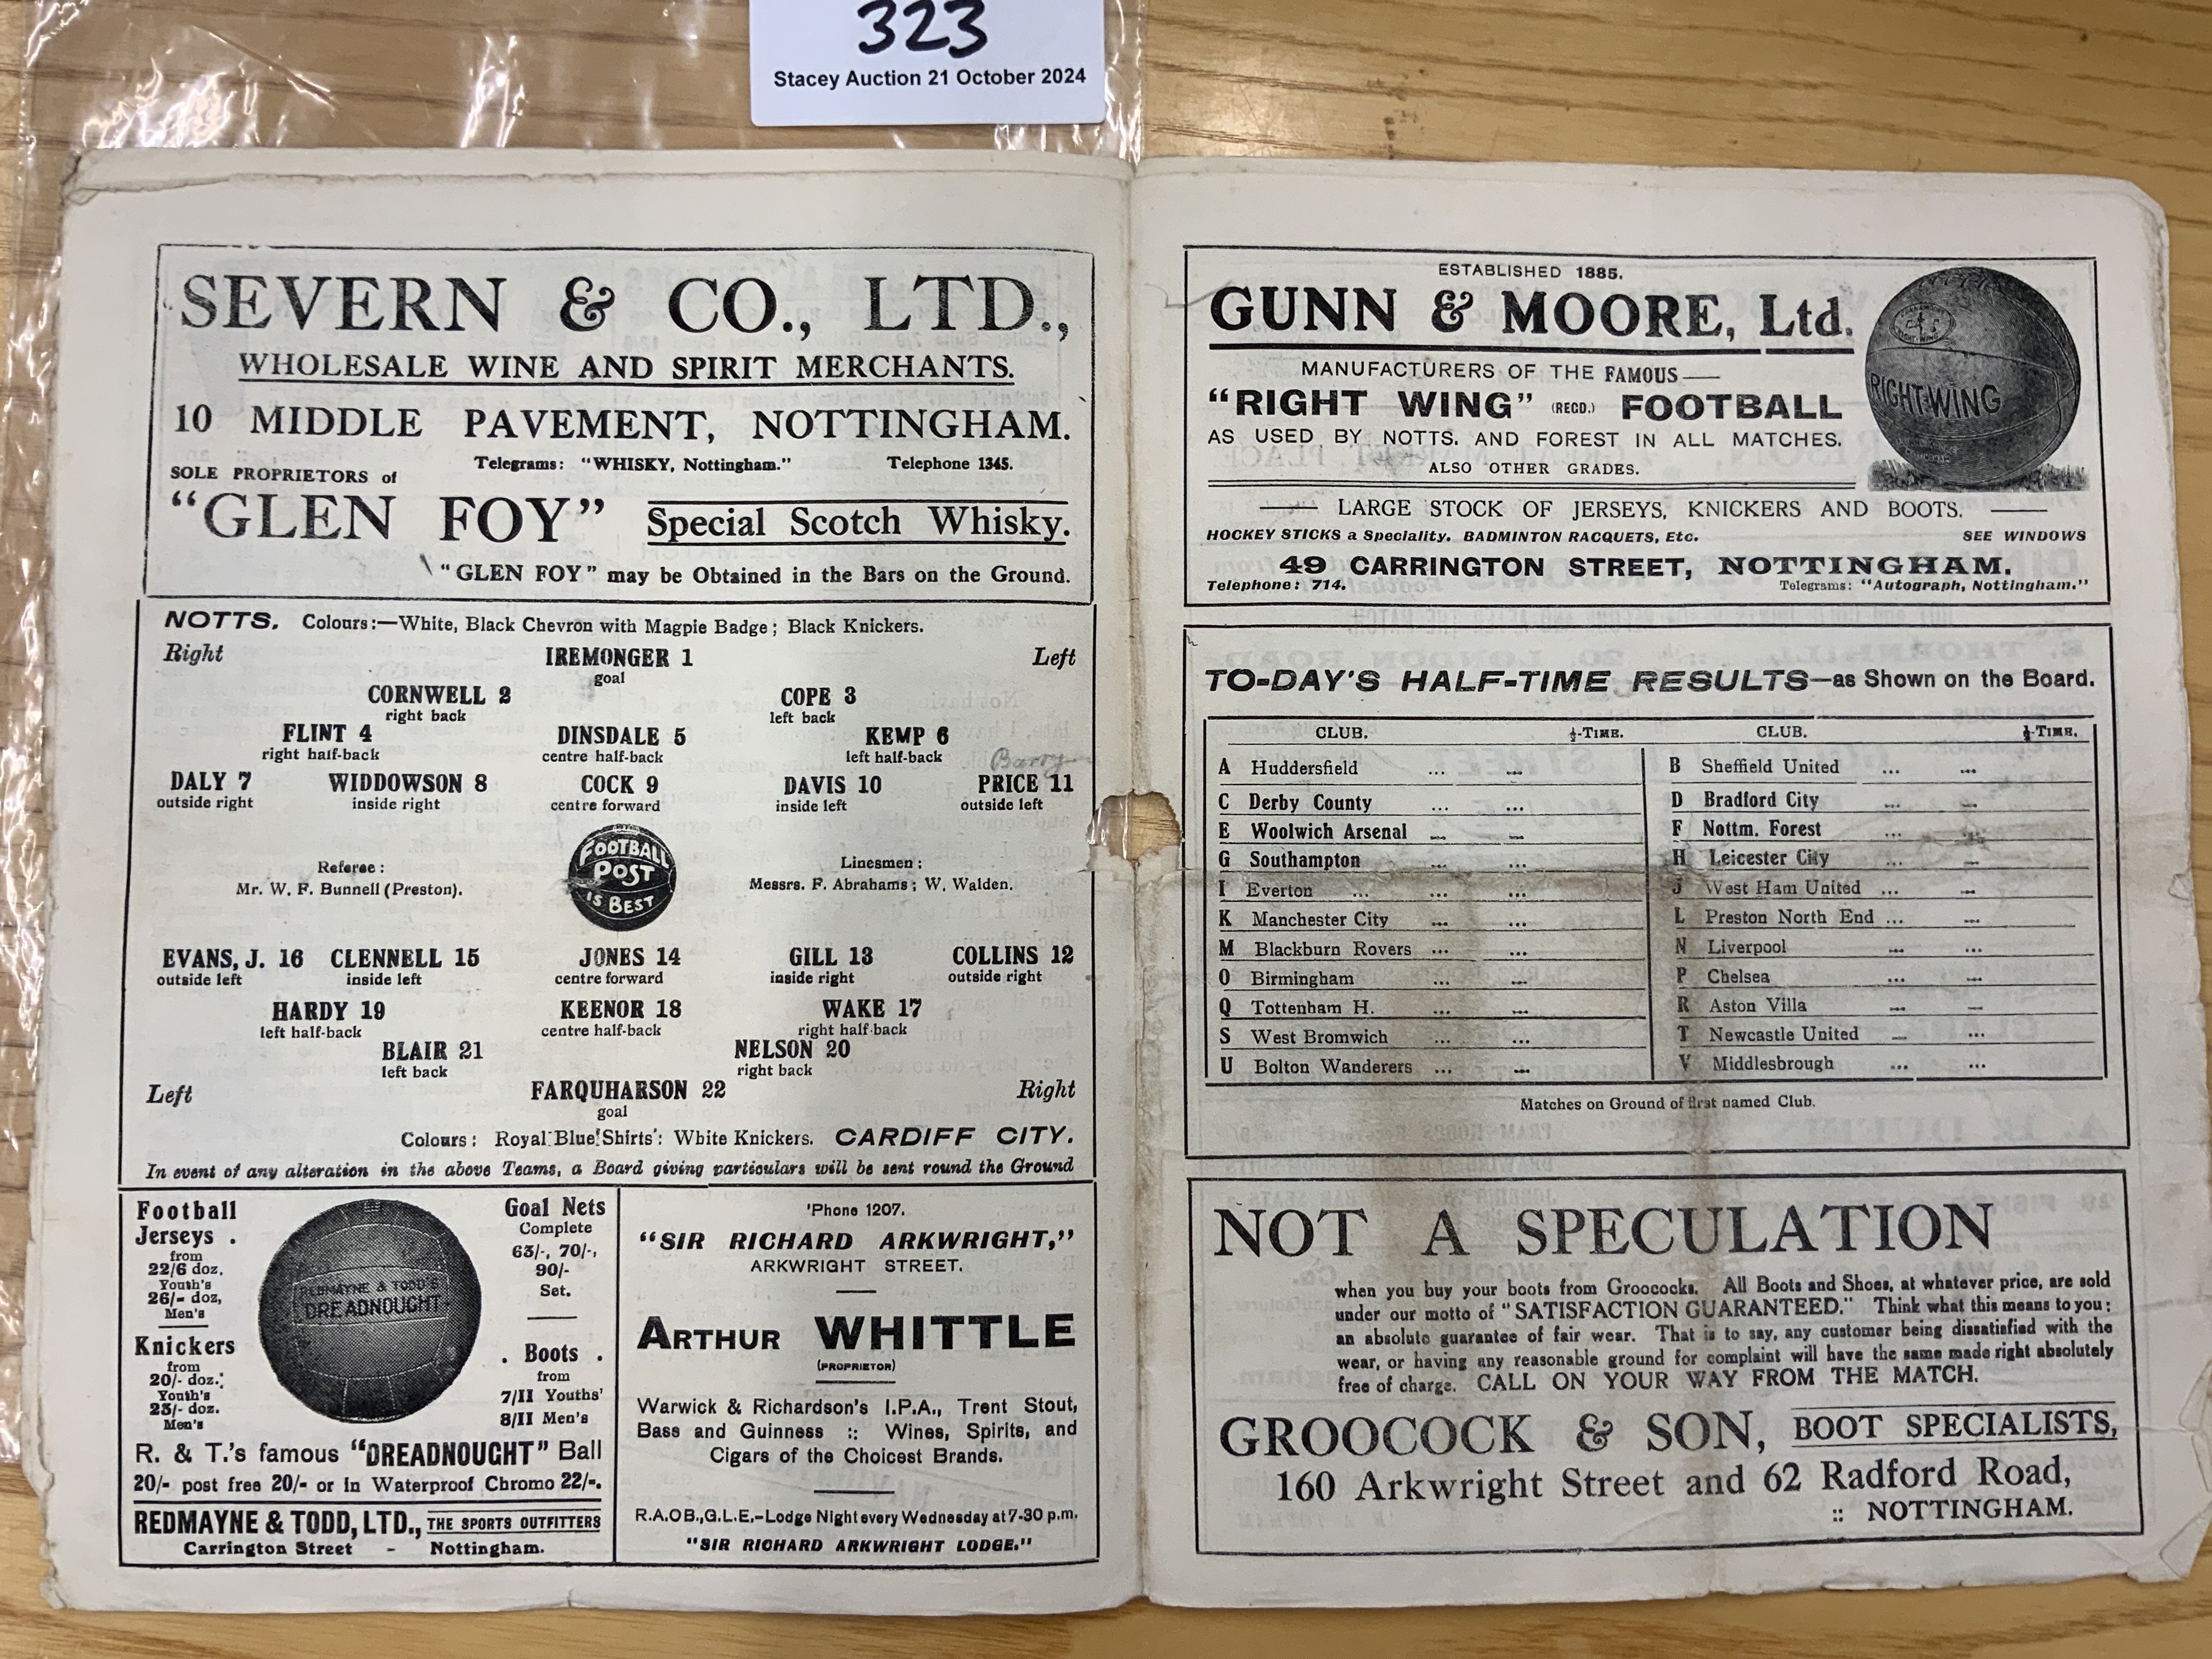 323
Stacey Auction 21 October 2024
SEVERN & CO., LTD.,
WHOLESALE WINE AND SPIRIT MERCHANTS.
10 MIDDLE PAVEMENT, NOTTINGHAM.
Telegrams: "WHISKY, Nottingham." Telephone 1345.
SOLE PROPRIETORS of
"GLEN FOY" Special Scotch Whisky.
"GLEN FOY" may be Obtained in the Bars on the Ground.
NOTTS. Colours:—White, Black Chevron with Magpie Badge; Black Knickers.
Right IREMONGER 1 Left
goal
CORNWELL 2 COPE 3
right back left back
FLINT 4 DINSDALE 5 KEMP 6
right half-back centre half-back left half-back
Barry
DALY 7 WIDDOWSON 8 COCK 9 DAVIS 10 PRICE 11
outside right inside right centre forward inside left outside left
FOOTBALL
POST
IS BEST
Referee: Linesmen:
Mr. W. F. Bunnell (Preston). Messrs. F. Abrahams; W. Walden.
EVANS, J. 16 CLENNELL 15 JONES 14 GILL 13 COLLINS 12
outside left inside left centre forward inside right outside right
HARDY 19 KEENOR 18 WAKE 17
left half-back centre half-back right half-back
BLAIR 21 NELSON 20
left back right back
Left FARQUHARSON 22 Right
goal
Colours: Royal Blue Shirts: White Knickers. CARDIFF CITY.
In event of any alteration in the above Teams, a Board giving particulars will be sent round the Ground
Football
Jerseys .
from
22/6 doz.
Youth's
26/- doz,
Men's
Knickers
from
20/- doz.
Youth's
23/- doz.
Men's
REDMAYNE & TODD'S
DREADNOUGHT
Goal Nets
Complete
63/-, 70/-,
90/-
Set.
. Boots .
from
7/11 Youths'
8/11 Men's
R. & T.'s famous "DREADNOUGHT" Ball
20/- post free 20/- or in Waterproof Chromo 22/-.
REDMAYNE & TODD, LTD., THE SPORTS OUTFITTERS
Carrington Street - Nottingham.
'Phone 1207.
"SIR RICHARD ARKWRIGHT,"
ARKWRIGHT STREET.
ARTHUR WHITTLE
(PROPRIETOR)
Warwick & Richardson's I.P.A., Trent Stout,
Bass and Guinness :: Wines, Spirits, and
Cigars of the Choicest Brands.
R.A.O.B.,G.L.E,—Lodge Night every Wednesday at 7-30 p.m.
"SIR RICHARD ARKWRIGHT LODGE."
ESTABLISHED 1885.
GUNN & MOORE, Ltd.
MANUFACTURERS OF THE FAMOUS—
"RIGHT WING" (REGD.) FOOTBALL
AS USED BY NOTTS. AND FOREST IN ALL MATCHES.
ALSO OTHER GRADES.
RIGHT-WING
— LARGE STOCK OF JERSEYS, KNICKERS AND BOOTS. —
HOCKEY STICKS a Speciality. BADMINTON RACQUETS, Etc. SEE WINDOWS
49 CARRINGTON STREET, NOTTINGHAM.
Telephone: 714. Telegrams: "Autograph, Nottingham."
TO-DAY'S HALF-TIME RESULTS—as Shown on the Board.
CLUB. ½-TIME. CLUB. ½-TIME.
A Huddersfield ... ... B Sheffield United ... ...
C Derby County ... ... D Bradford City ... ...
E Woolwich Arsenal ... ... F Nottm. Forest ... ...
G Southampton ... ... H Leicester City ... ...
I Everton ... ... ... J West Ham United ... ...
K Manchester City ... ... L Preston North End ... ...
M Blackburn Rovers ... ... N Liverpool ... ...
O Birmingham ... ... P Chelsea ... ...
Q Tottenham H. ... ... R Aston Villa ... ...
S West Bromwich ... ... T Newcastle United ... ...
U Bolton Wanderers ... ... V Middlesbrough ... ...
Matches on Ground of first named Club.
NOT A SPECULATION
when you buy your boots from Groococks. All Boots and Shoes, at whatever price, are sold
under our motto of "SATISFACTION GUARANTEED." Think what this means to you:
an absolute guarantee of fair wear. That is to say, any customer being dissatisfied with the
wear, or having any reasonable ground for complaint will have the same made right absolutely
free of charge. CALL ON YOUR WAY FROM THE MATCH.
GROOCOCK & SON, BOOT SPECIALISTS,
160 Arkwright Street and 62 Radford Road,
:: NOTTINGHAM.